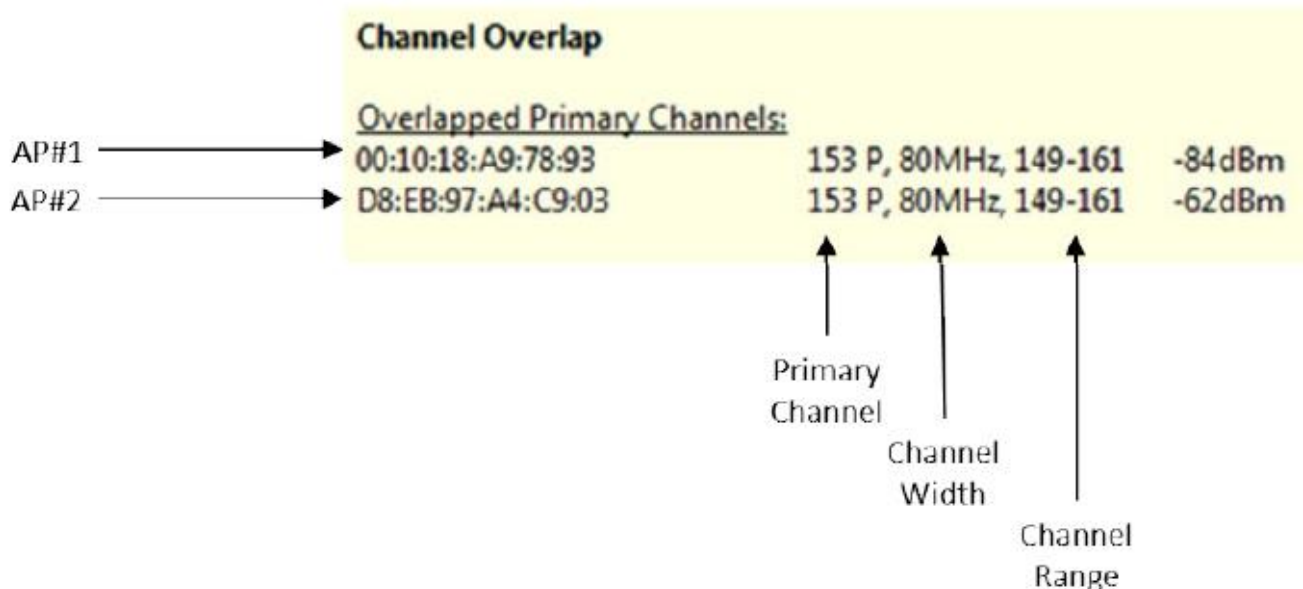 Channel Overlap
Overlapped Primary Channels:
AP#1
00:10:18:A9:78:93 153 P, 80MHz, 149-161 -84dBm
AP#2
D8:EB:97:A4:C9:03 153 P, 80MHz, 149-161 -62dBm
Primary
Channel
Channel
Width
Channel
Range